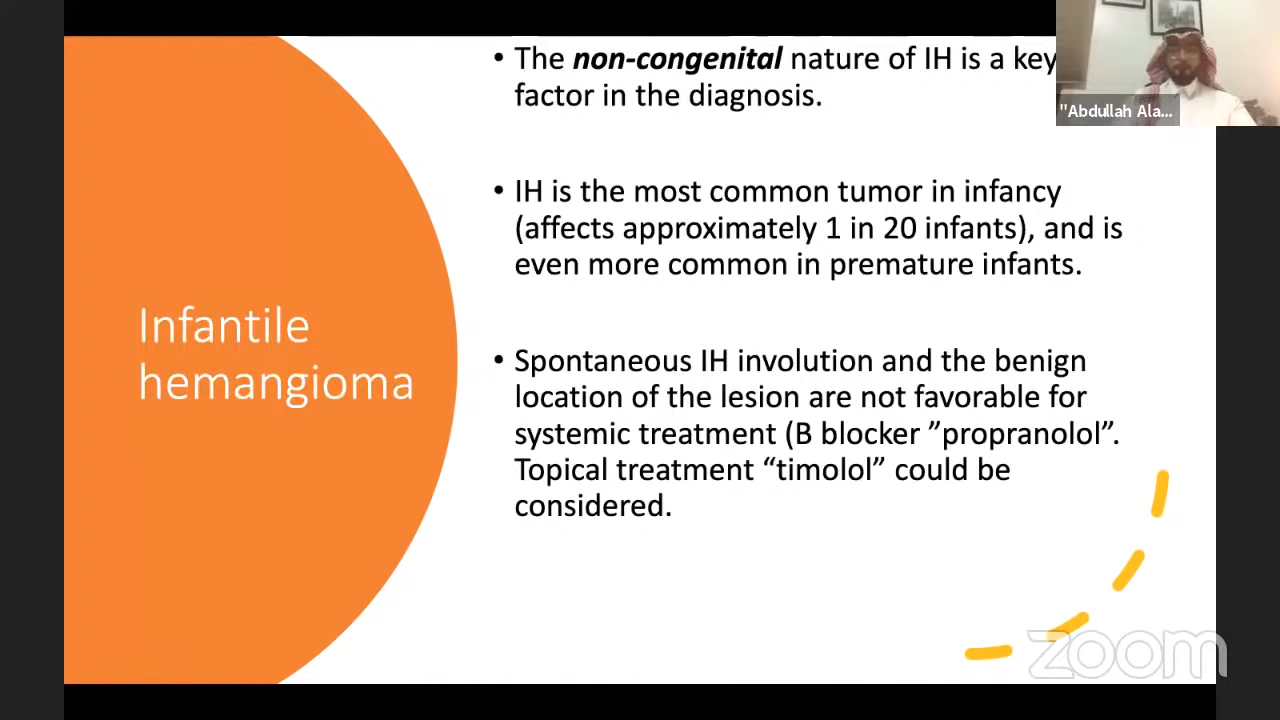 • The non-congenital nature of IH is a key
factor in the diagnosis.
"Abdullah Ala...
• IH is the most common tumor in infancy
(affects approximately 1 in 20 infants), and is
even more common in premature infants.
Infantile
hemangioma
• Spontaneous IH involution and the benign
location of the lesion are not favorable for
systemic treatment (B blocker ”propranolol”.
Topical treatment “timolol” could be
considered.
zoom